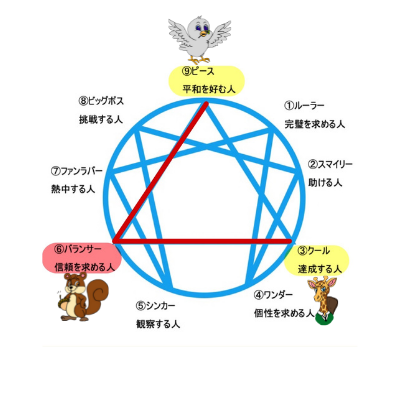 ⑨ピース
平和を好む人
⑧ビッグボス
挑戦する人
①ルーラー
完璧を求める人
⑦ファンラバー
熱中する人
②スマイリー
助ける人
⑥バランサー
信頼を求める人
③クール
達成する人
⑤シンカー
観察する人
④ワンダー
個性を求める人